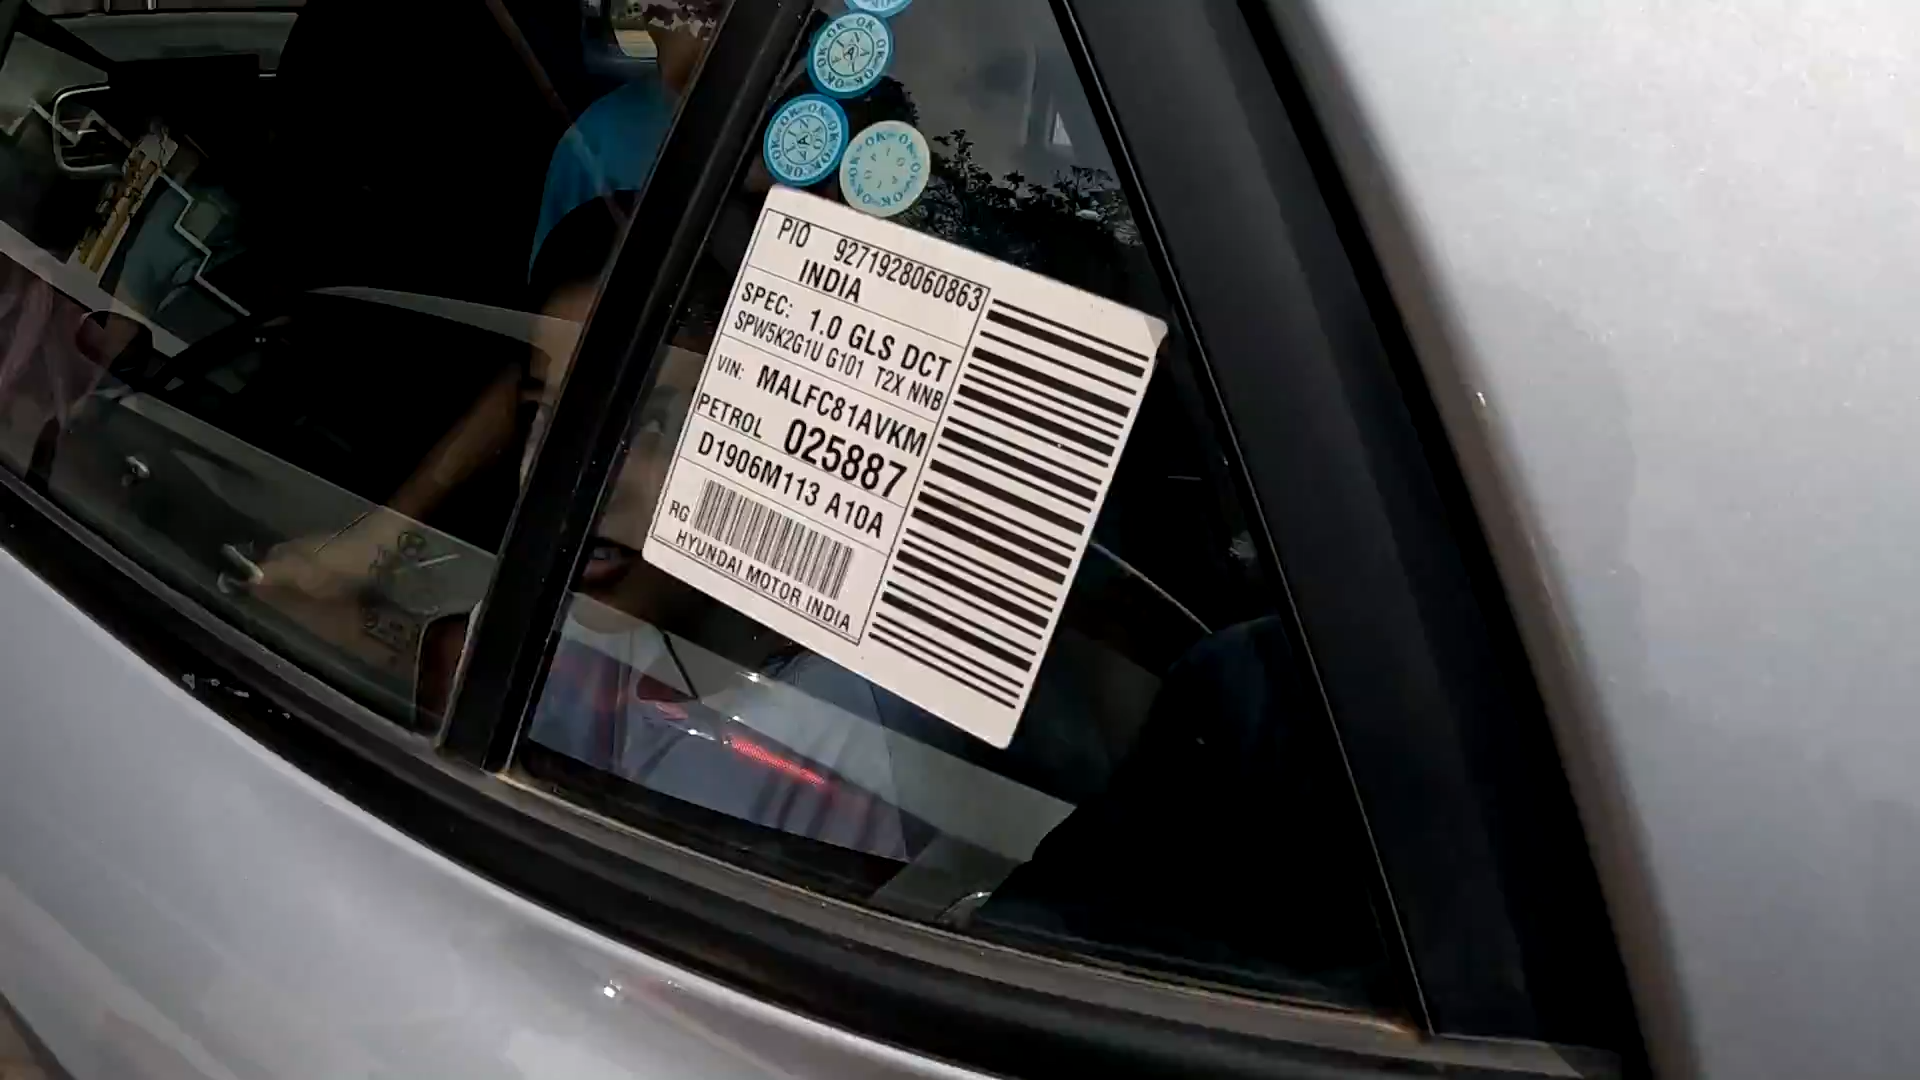 PIO 9271928060863
INDIA
SPEC: 1.0 GLS DCT
SPW5K2G1U G101 T2X NNB
VIN: MALFC81AVKM
PETROL 025887
D1906M113 A10A
RG
HYUNDAI MOTOR INDIA